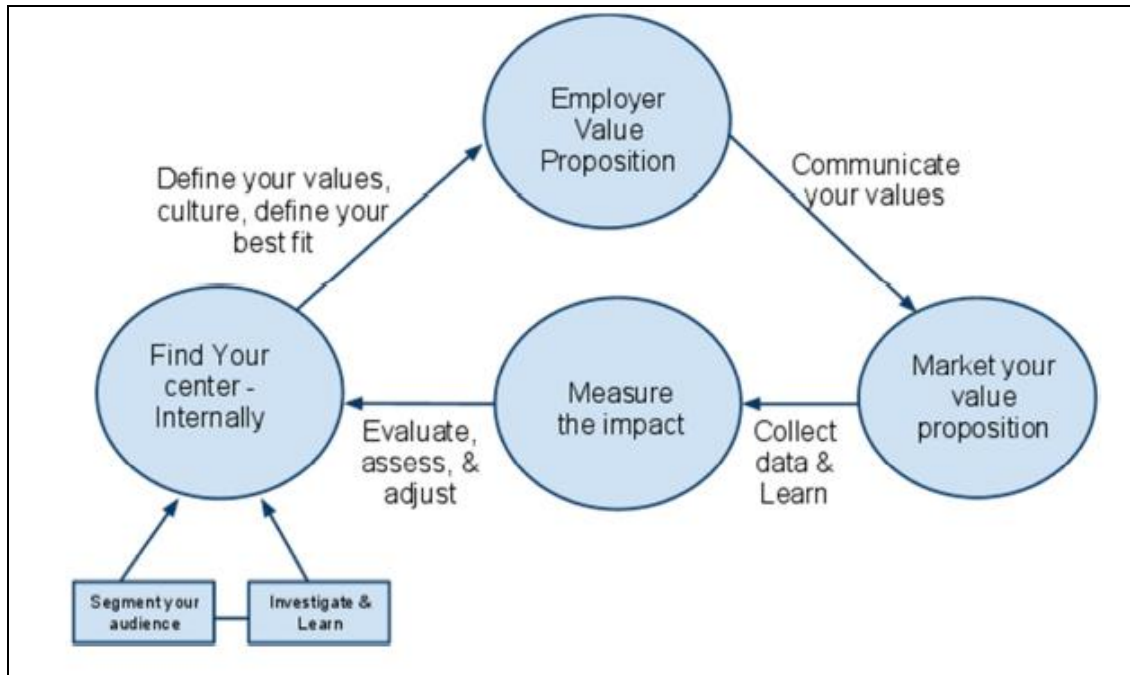 Employer
Value
Proposition
Communicate
your values
Define your values,
culture, define your
best fit
Find Your
center -
Internally
Measure
the impact
Market your
value
proposition
Evaluate,
assess, &
adjust
Collect
data &
Learn
Segment your
audience
Investigate &
Learn